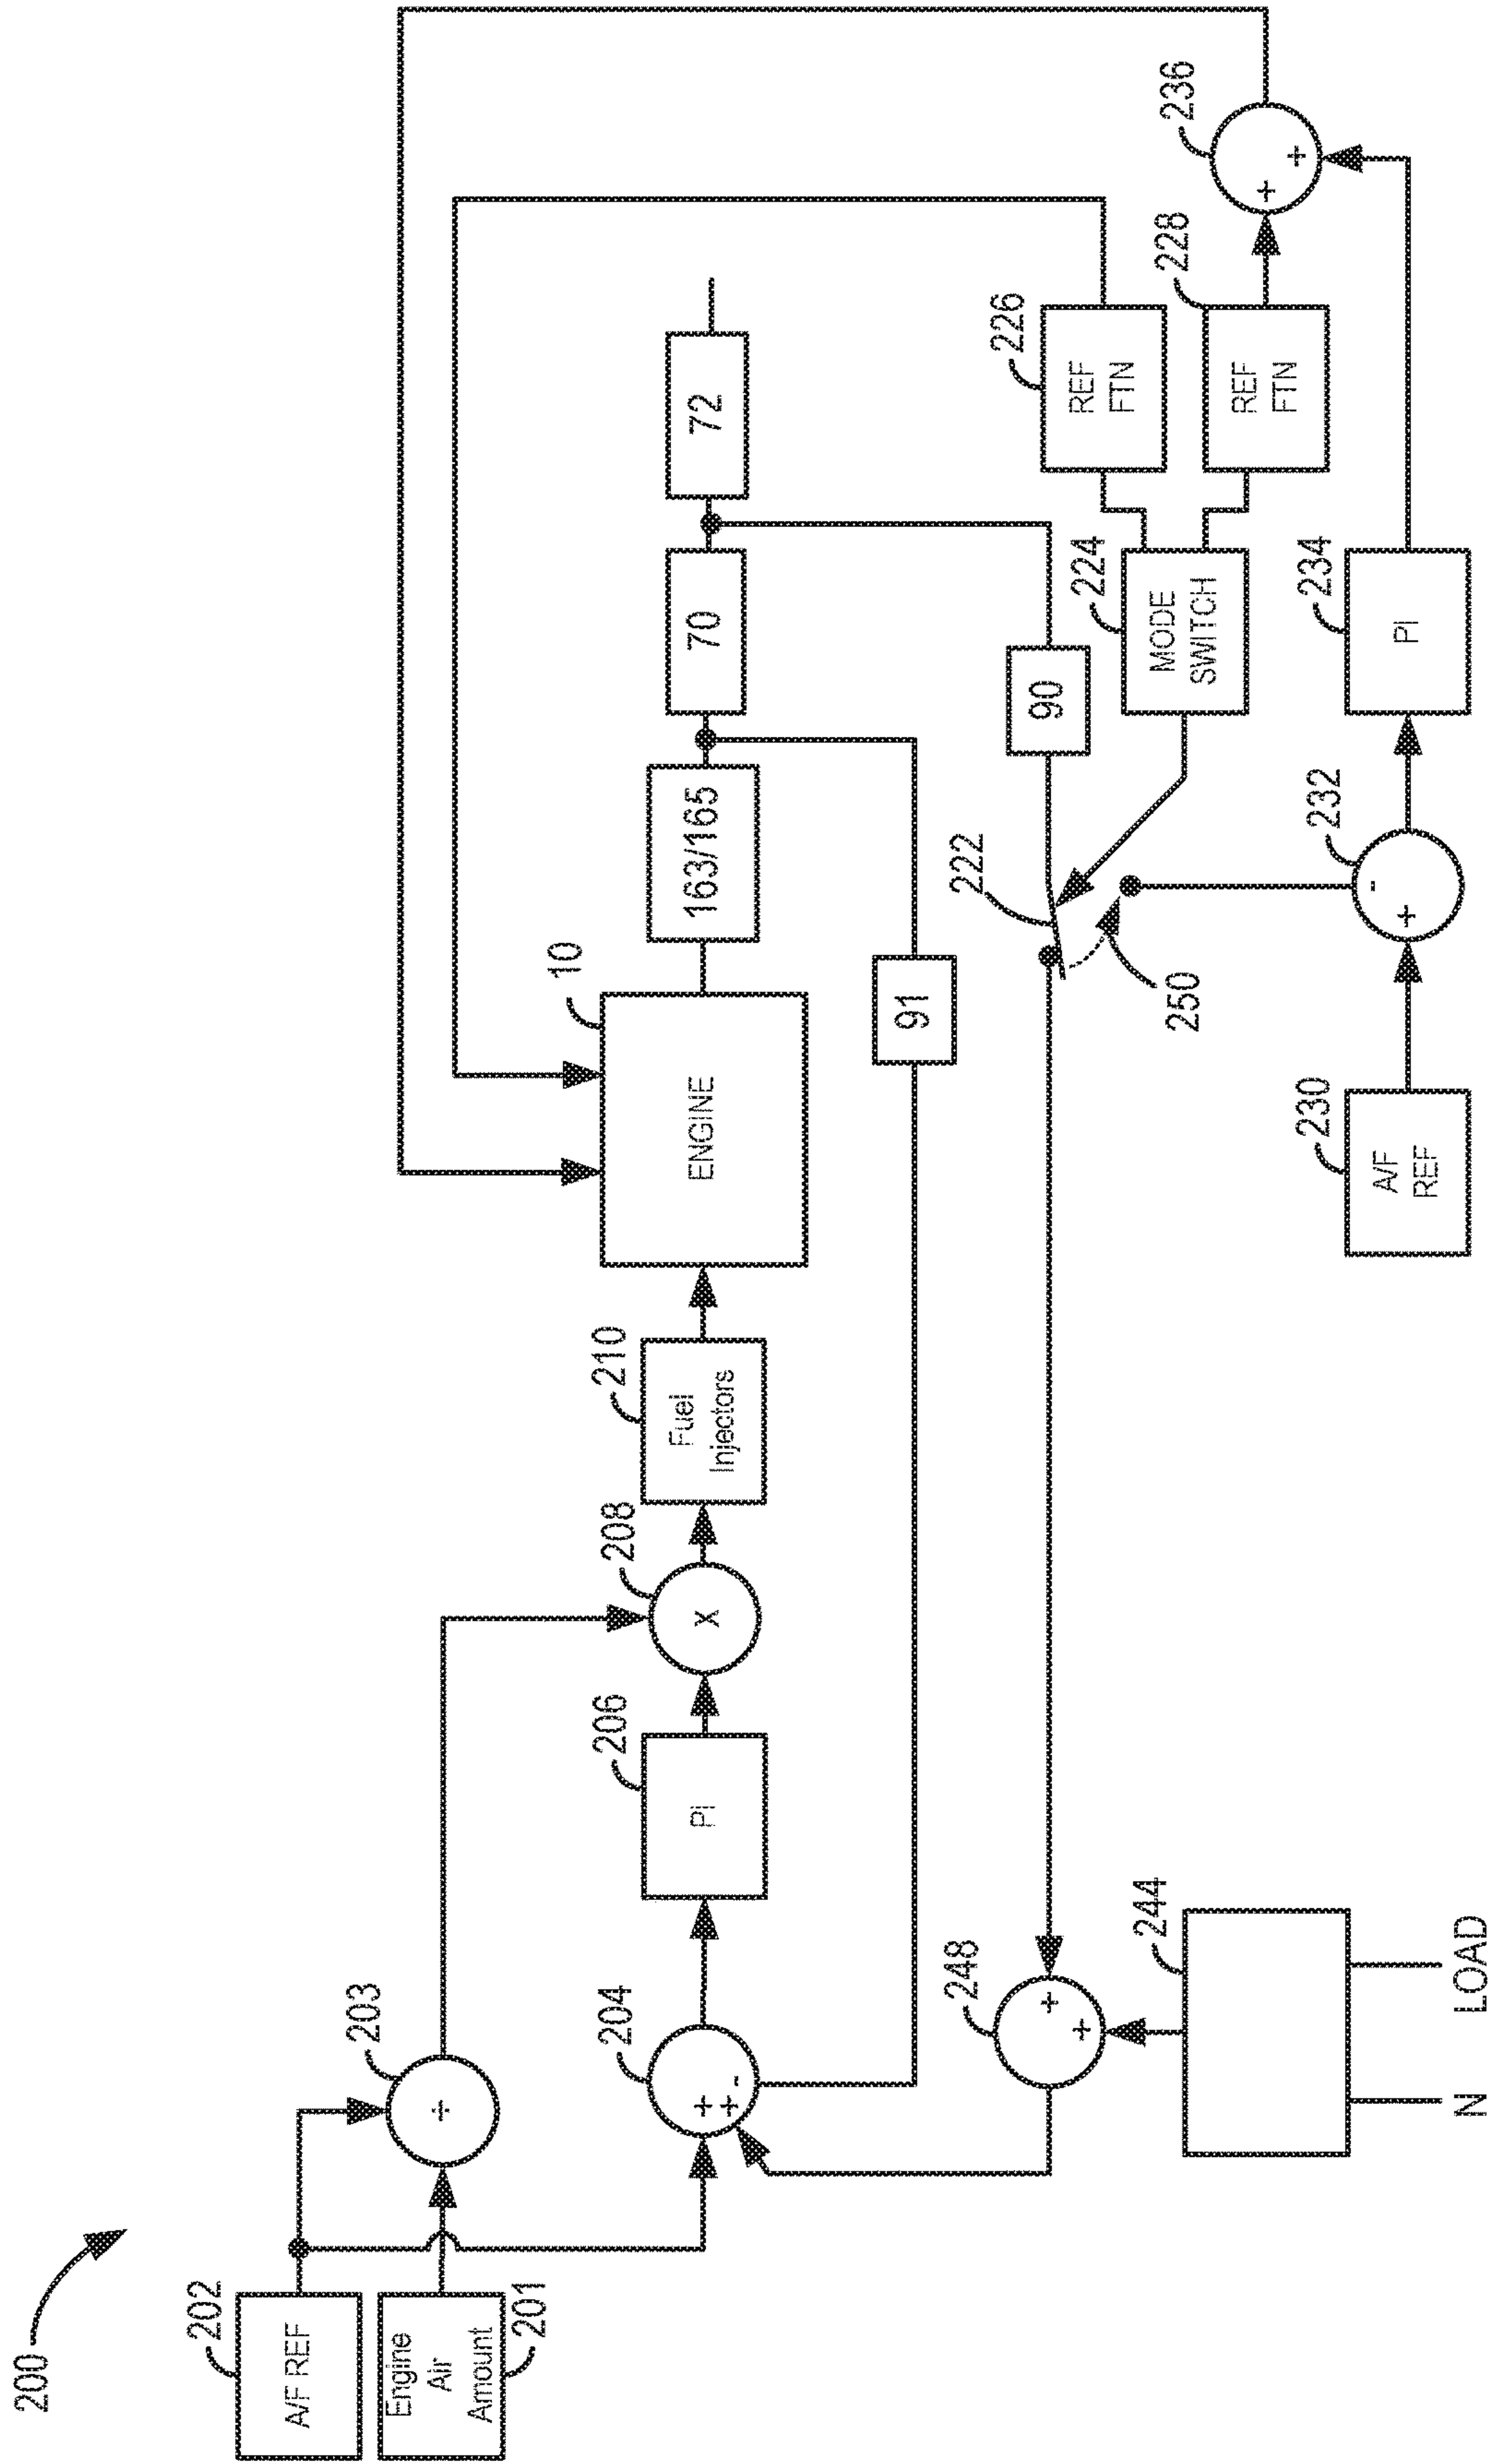 200
202
A/F REF
Engine
Air
Amount
201
203
÷
204
+
+
-
206
PI
208
X
210
Fuel
Injectors
10
ENGINE
163/165
70
72
91
90
222
250
224
MODE
SWITCH
226
REF
FTN
228
REF
FTN
236
+
+
230
A/F
REF
232
+
-
234
PI
248
+
+
244
N
LOAD